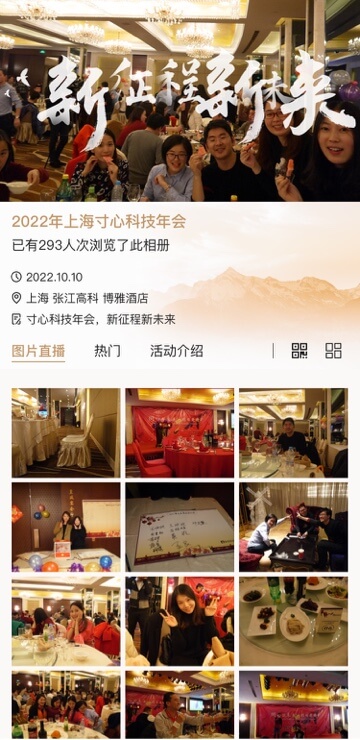 新征程新未来
2022年上海寸心科技年会
已有293人次浏览了此相册
2022.10.10
上海 张江高科 博雅酒店
寸心科技年会，新征程新未来
图片直播 热门 活动介绍